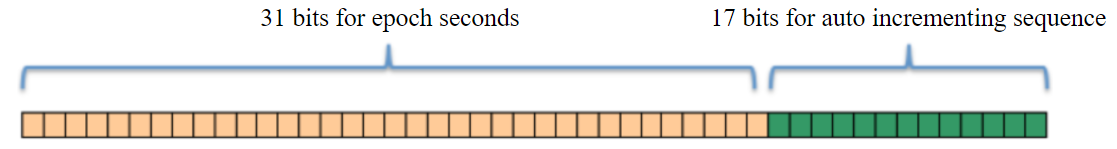 31 bits for epoch seconds
17 bits for auto incrementing sequence